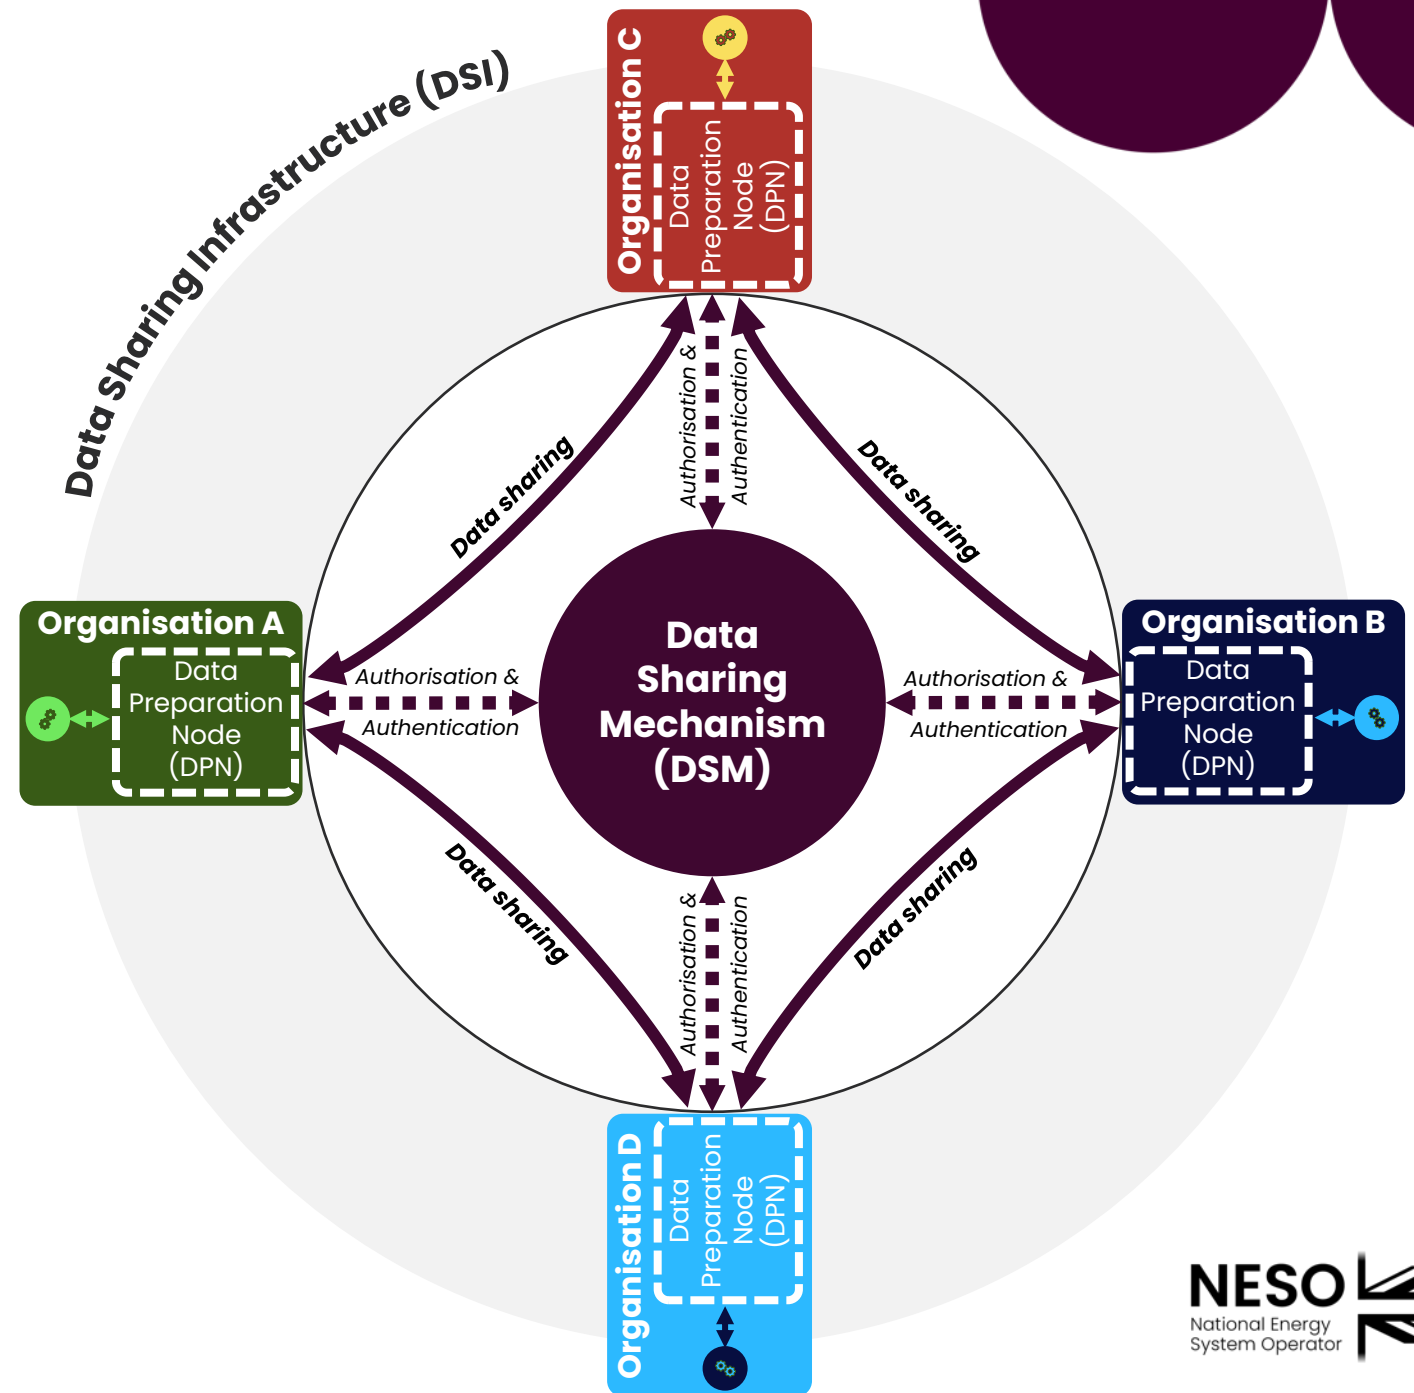 Data Sharing Infrastructure (DSI)
Organisation C
Data
Preparation
Node
(DPN)
Authorisation &
Authentication
Data sharing
Data sharing
Organisation A
Data
Preparation
Node
(DPN)
Authorisation &
Authentication
Data
Sharing
Mechanism
(DSM)
Authorisation &
Authentication
Organisation B
Data
Preparation
Node
(DPN)
Data sharing
Data sharing
Authorisation &
Authentication
Organisation D
Data
Preparation
Node
(DPN)
NESO
National Energy
System Operator